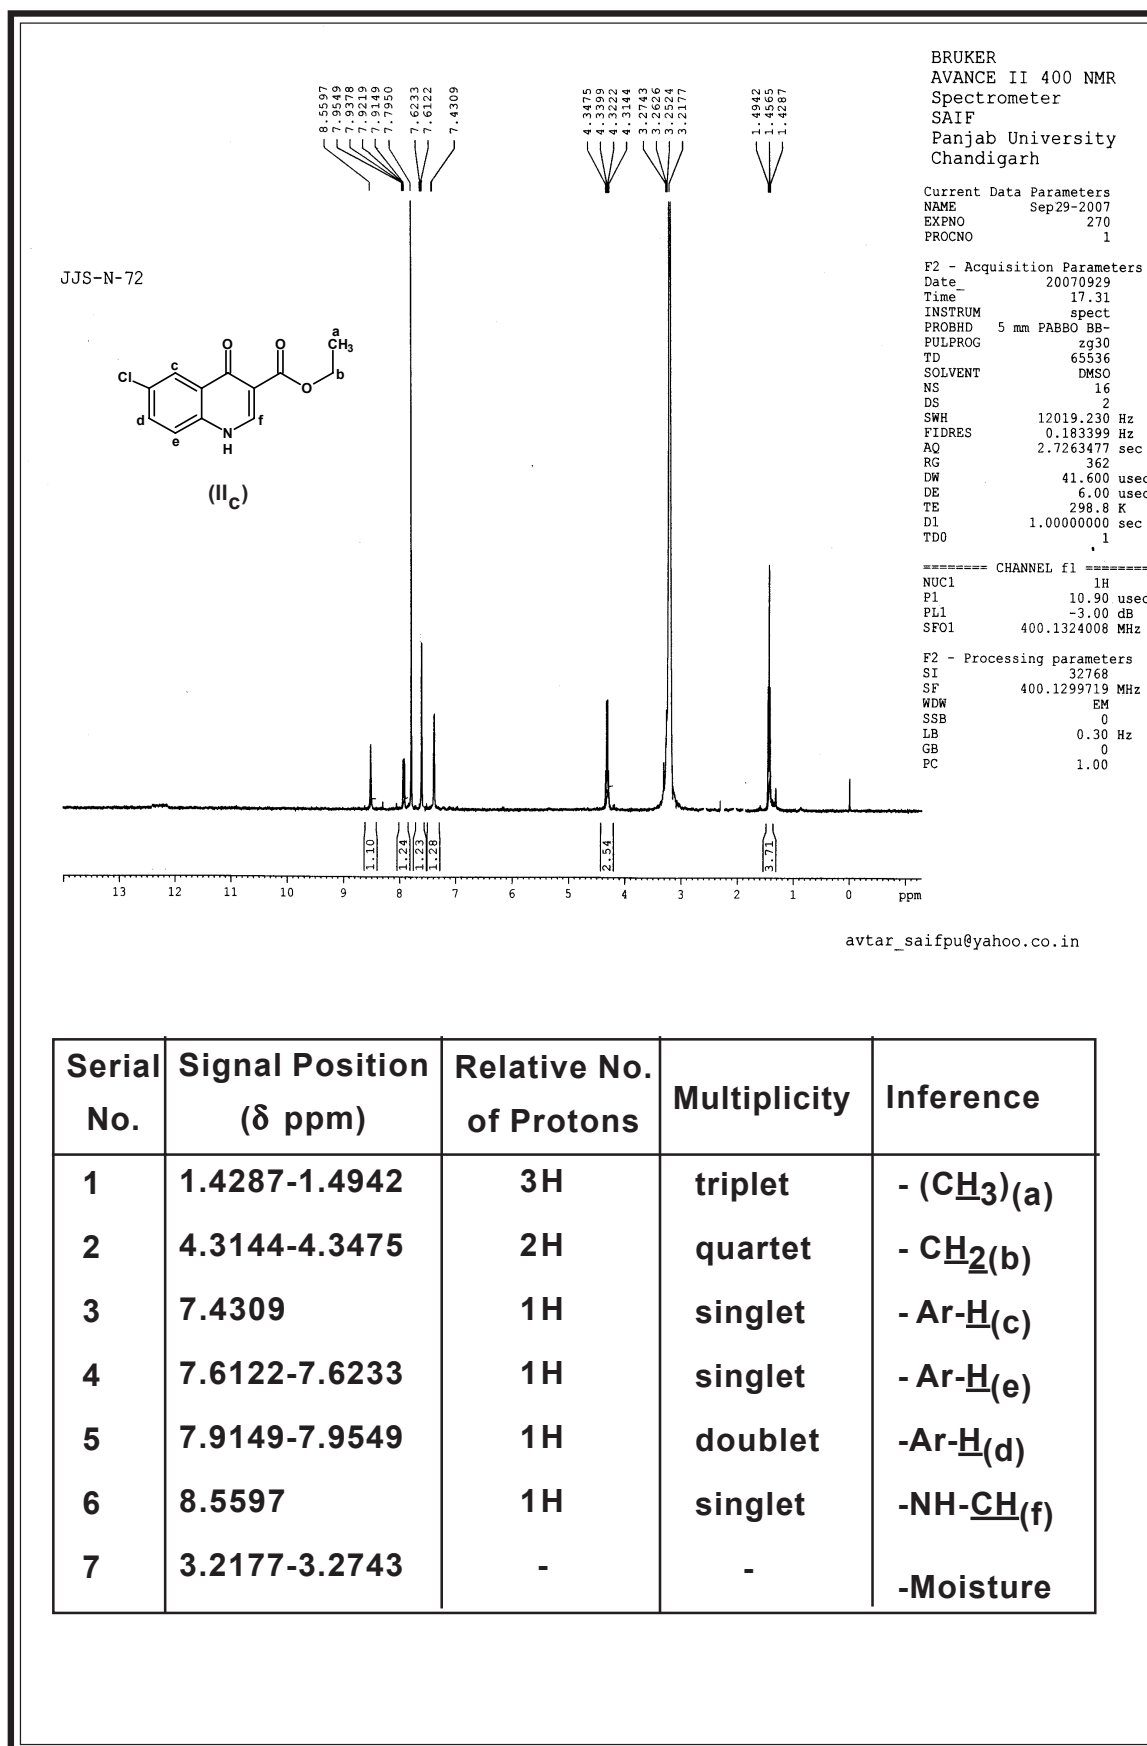 BRUKER
AVANCE II 400 NMR
Spectrometer
SAIF
Panjab University
Chandigarh
8.5597
7.9549
7.9378
7.9219
7.9149
7.7950
7.6233
7.6122
7.4309
4.3475
4.3399
4.3222
4.3144
3.2743
3.2626
3.2524
3.2177
1.4942
1.4565
1.4287
Current Data Parameters
NAME Sep29-2007
EXPNO 270
PROCNO 1
F2 - Acquisition Parameters
Date_ 20070929
Time 17.31
INSTRUM spect
PROBHD 5 mm PABBO BB-
PULPROG zg30
TD 65536
SOLVENT DMSO
NS 16
DS 2
SWH 12019.230 Hz
FIDRES 0.183399 Hz
AQ 2.7263477 sec
RG 362
DW 41.600 usec
DE 6.00 usec
TE 298.8 K
D1 1.00000000 sec
TD0 1
======== CHANNEL f1 ========
NUC1 1H
P1 10.90 usec
PL1 -3.00 dB
SFO1 400.1324008 MHz
F2 - Processing parameters
SI 32768
SF 400.1299719 MHz
WDW EM
SSB 0
LB 0.30 Hz
GB 0
PC 1.00
JJS-N-72
a
O O CH3
c b
Cl O
d f
e N
H
(IIC)
1.10 1.24 1.23 1.28 2.54 3.71
13 12 11 10 9 8 7 6 5 4 3 2 1 0 ppm
avtar_saifpu@yahoo.co.in
Serial No. Signal Position (δ ppm) Relative No. of Protons Multiplicity Inference
1 1.4287-1.4942 3H triplet - (CH3)(a)
2 4.3144-4.3475 2H quartet - CH2(b)
3 7.4309 1H singlet - Ar-H(c)
4 7.6122-7.6233 1H singlet - Ar-H(e)
5 7.9149-7.9549 1H doublet -Ar-H(d)
6 8.5597 1H singlet -NH-CH(f)
7 3.2177-3.2743 - - -Moisture